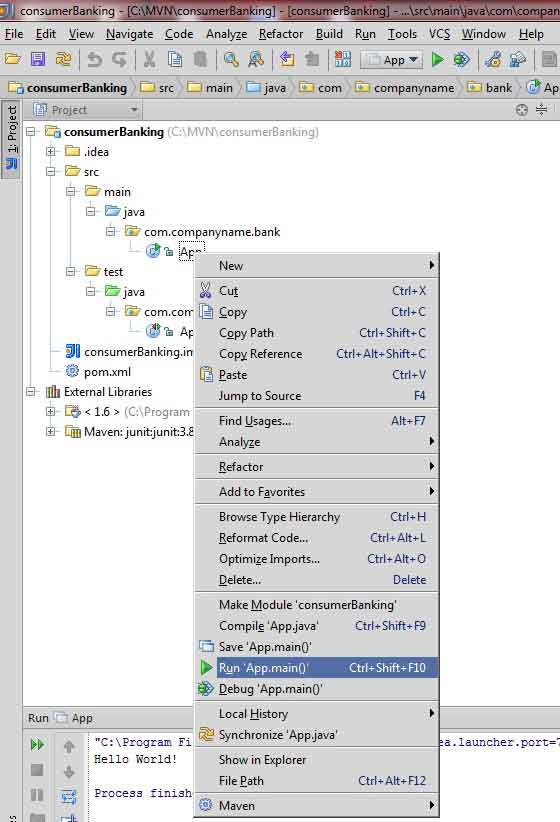 consumerBanking - [C:\MVN\consumerBanking] - [consumerBanking] - ...\src\main\java\com\company
File Edit View Navigate Code Analyze Refactor Build Run Tools VCS Window Help
App
consumerBanking src main java com companyname bank Ap
1: Project
Project
consumerBanking (C:\MVN\consumerBanking)
.idea
src
main
java
com.companyname.bank
App
test
java
com.com
Ap
consumerBanking.im
pom.xml
External Libraries
< 1.6 > (C:\Program
Maven: junit:junit:3.8
New
Cut Ctrl+X
Copy Ctrl+C
Copy Path Ctrl+Shift+C
Copy Reference Ctrl+Alt+Shift+C
Paste Ctrl+V
Jump to Source F4
Find Usages... Alt+F7
Analyze
Refactor
Add to Favorites
Browse Type Hierarchy Ctrl+H
Reformat Code... Ctrl+Alt+L
Optimize Imports... Ctrl+Alt+O
Delete... Delete
Make Module 'consumerBanking'
Compile 'App.java' Ctrl+Shift+F9
Save 'App.main()'
Run 'App.main()' Ctrl+Shift+F10
Debug 'App.main()'
Local History
Synchronize 'App.java'
Show in Explorer
File Path Ctrl+Alt+F12
Maven
Run App
"C:\Program Fi ea.launcher.port=7
Hello World!
Process finish